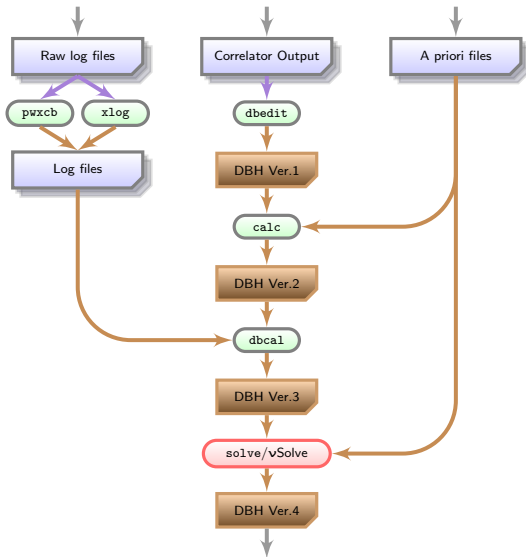 Raw log files
Correlator Output
A priori files
pwxcb
xlog
dbedit
Log files
DBH Ver.1
calc
DBH Ver.2
dbcal
DBH Ver.3
solve/νSolve
DBH Ver.4